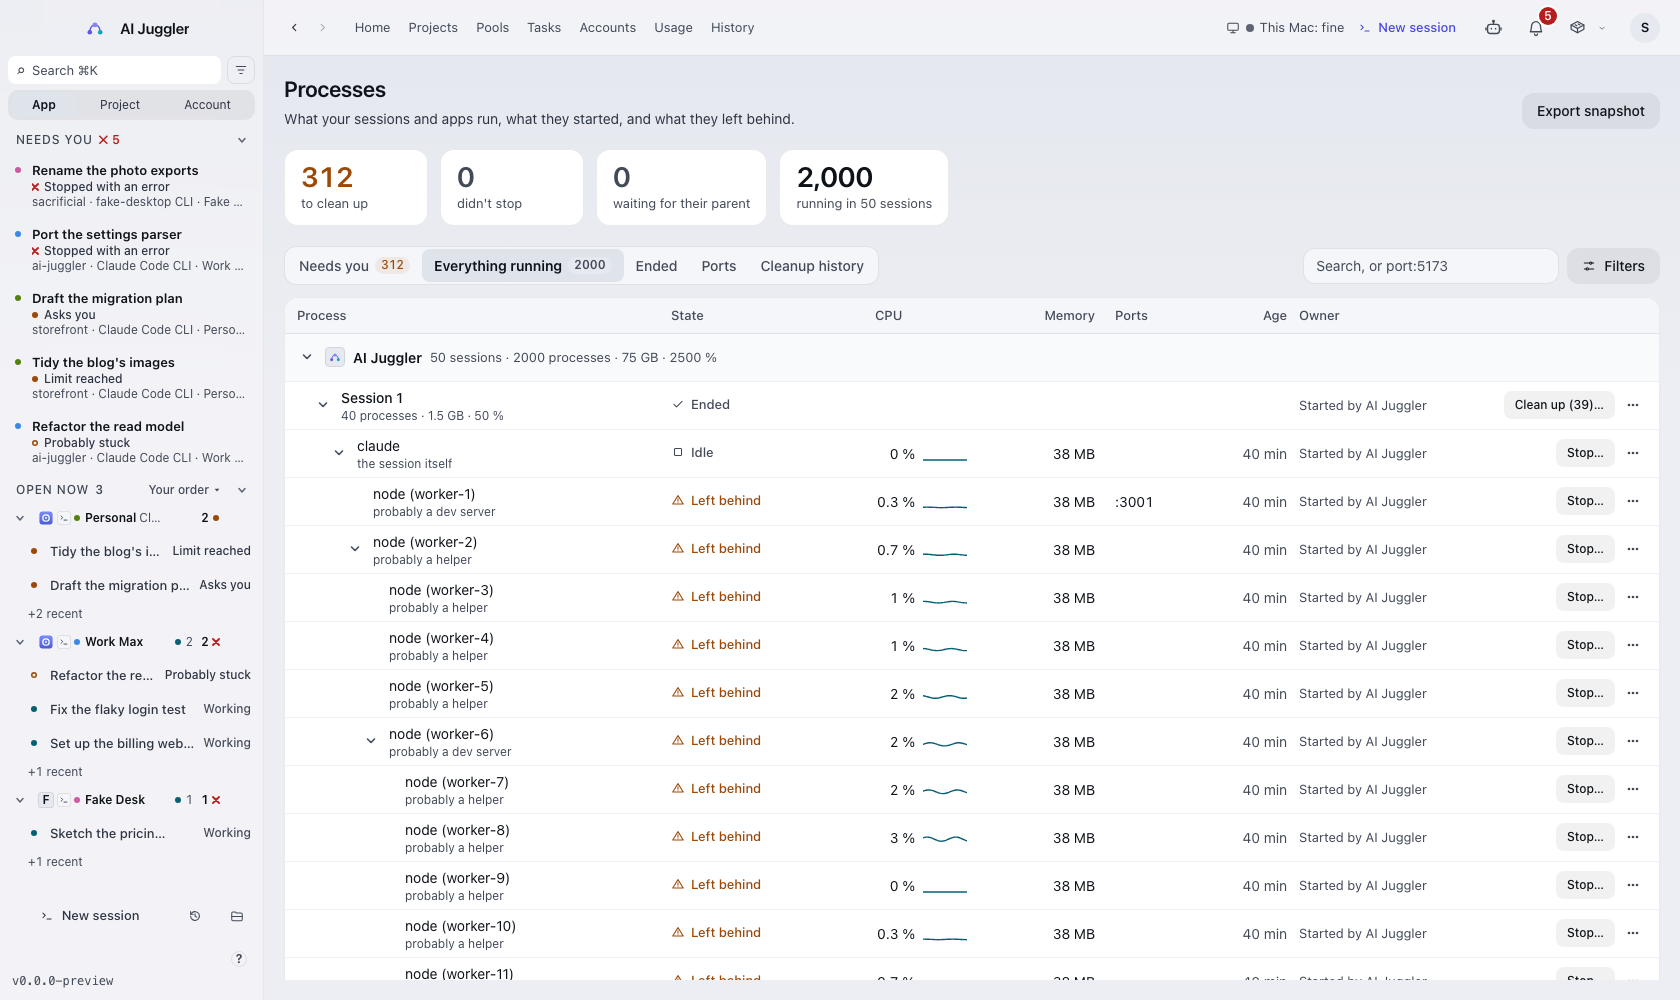 AI Juggler
Search ⌘K
App Project Account
NEEDS YOU 5
Rename the photo exports
Stopped with an error
sacrificial · fake-desktop CLI · Fake ...
Port the settings parser
Stopped with an error
ai-juggler · Claude Code CLI · Work ...
Draft the migration plan
Asks you
storefront · Claude Code CLI · Perso...
Tidy the blog's images
Limit reached
storefront · Claude Code CLI · Perso...
Refactor the read model
Probably stuck
ai-juggler · Claude Code CLI · Work ...
OPEN NOW 3 Your order
Personal Cl... 2
Tidy the blog's i... Limit reached
Draft the migration p... Asks you
+2 recent
Work Max 2 2
Refactor the re... Probably stuck
Fix the flaky login test Working
Set up the billing web... Working
+1 recent
F Fake Desk 1 1
Sketch the pricin... Working
+1 recent
New session
?
v0.0.0-preview
Home Projects Pools Tasks Accounts Usage History
This Mac: fine New session 5 S
Processes
What your sessions and apps run, what they started, and what they left behind.
Export snapshot
312 to clean up
0 didn't stop
0 waiting for their parent
2,000 running in 50 sessions
Needs you 312 Everything running 2000 Ended Ports Cleanup history
Search, or port:5173 Filters
Process State CPU Memory Ports Age Owner
AI Juggler 50 sessions · 2000 processes · 75 GB · 2500 %
Session 1 Ended Started by AI Juggler Clean up (39)...
40 processes · 1.5 GB · 50 %
claude Idle 0 % 38 MB 40 min Started by AI Juggler Stop...
the session itself
node (worker-1) Left behind 0.3 % 38 MB :3001 40 min Started by AI Juggler Stop...
probably a dev server
node (worker-2) Left behind 0.7 % 38 MB 40 min Started by AI Juggler Stop...
probably a helper
node (worker-3) Left behind 1 % 38 MB 40 min Started by AI Juggler Stop...
probably a helper
node (worker-4) Left behind 1 % 38 MB 40 min Started by AI Juggler Stop...
probably a helper
node (worker-5) Left behind 2 % 38 MB 40 min Started by AI Juggler Stop...
probably a helper
node (worker-6) Left behind 2 % 38 MB 40 min Started by AI Juggler Stop...
probably a dev server
node (worker-7) Left behind 2 % 38 MB 40 min Started by AI Juggler Stop...
probably a helper
node (worker-8) Left behind 3 % 38 MB 40 min Started by AI Juggler Stop...
probably a helper
node (worker-9) Left behind 0 % 38 MB 40 min Started by AI Juggler Stop...
probably a helper
node (worker-10) Left behind 0.3 % 38 MB 40 min Started by AI Juggler Stop...
probably a helper
node (worker-11) Left behind 0.7 % 38 MB 40 min Started by AI Juggler Stop...